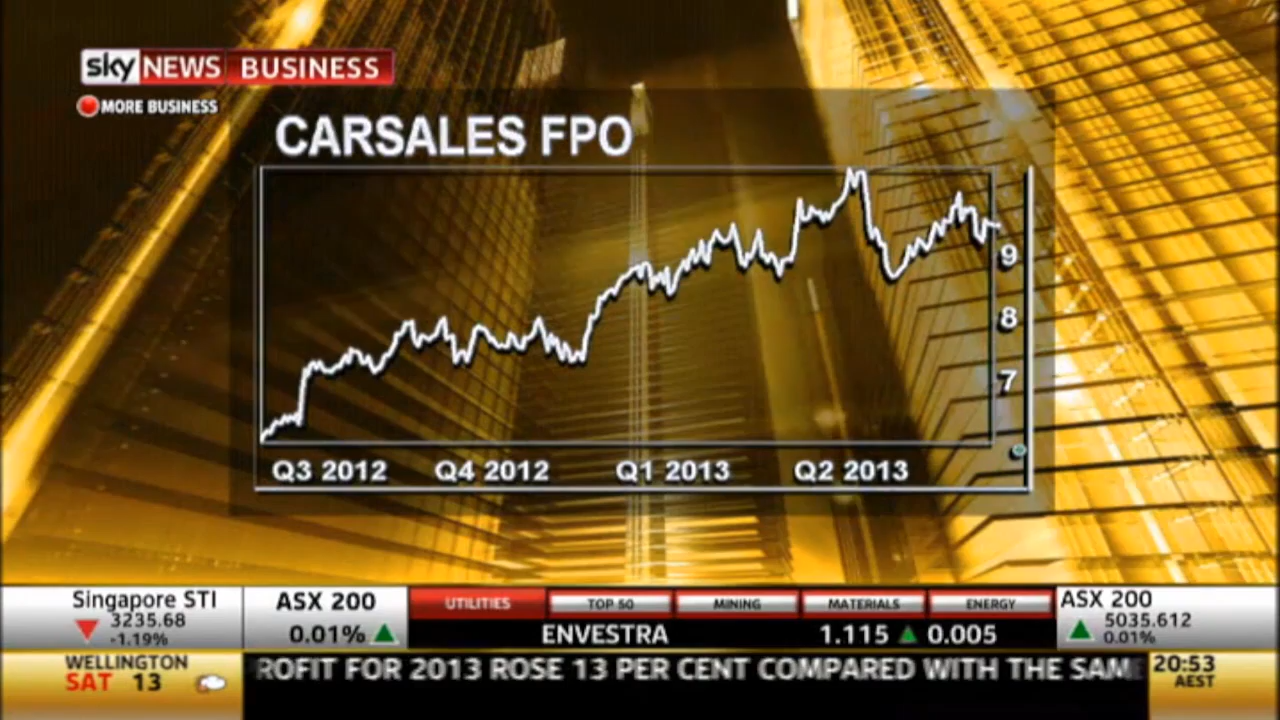 sky NEWS BUSINESS
MORE BUSINESS
CARSALES FPO
9
8
7
Q3 2012 Q4 2012 Q1 2013 Q2 2013
Singapore STI
3235.68
-1.19%
ASX 200
0.01%
UTILITIES TOP 50 MINING MATERIALS ENERGY
ENVESTRA 1.115 0.005
ASX 200
5035.612
0.01%
WELLINGTON
SAT 13
ROFIT FOR 2013 ROSE 13 PER CENT COMPARED WITH THE SAM
20:53
AEST